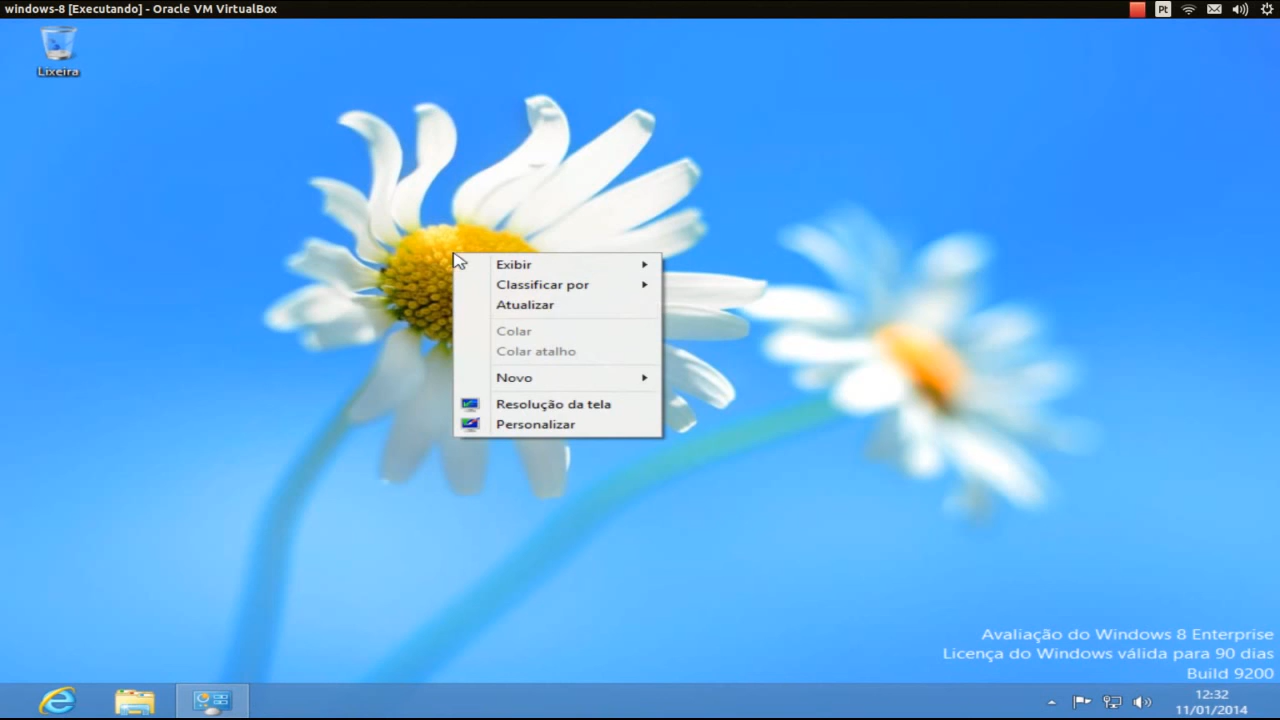 windows-8 [Executando] - Oracle VM VirtualBox
Pt
Lixeira
Exibir
Classificar por
Atualizar
Colar
Colar atalho
Novo
Resolução da tela
Personalizar
Avaliação do Windows 8 Enterprise
Licença do Windows válida para 90 dias
Build 9200
12:32
11/01/2014